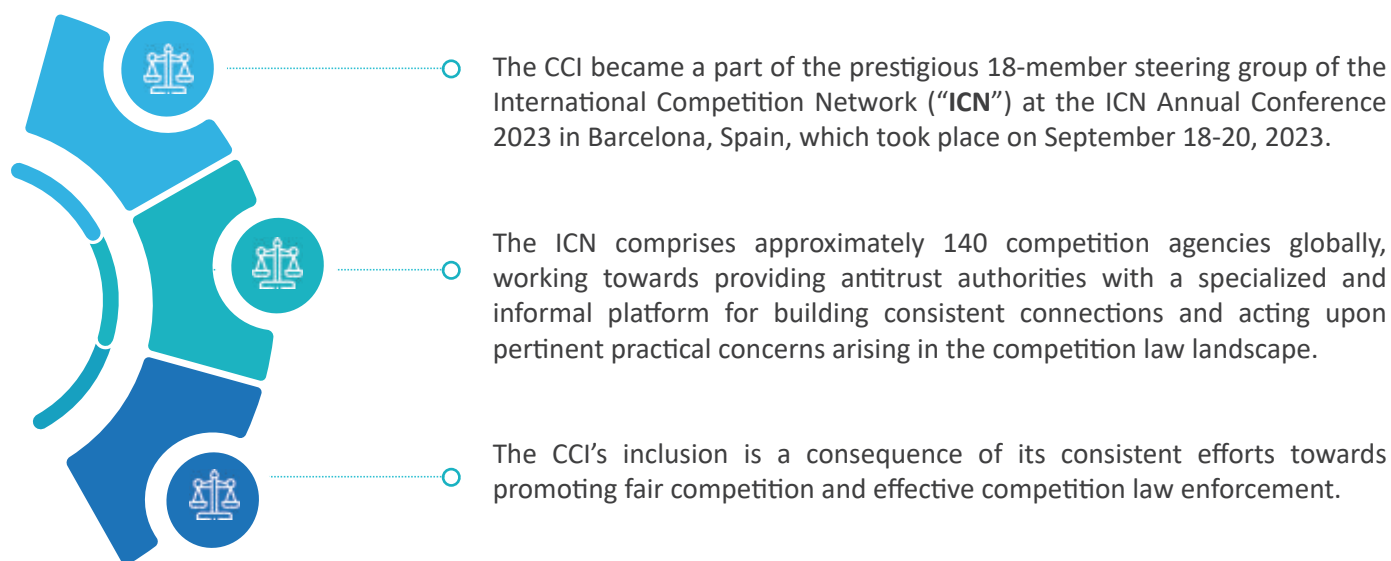 The CCI became a part of the prestigious 18-member steering group of the
International Competition Network (“ICN”) at the ICN Annual Conference
2023 in Barcelona, Spain, which took place on September 18-20, 2023.
The ICN comprises approximately 140 competition agencies globally,
working towards providing antitrust authorities with a specialized and
informal platform for building consistent connections and acting upon
pertinent practical concerns arising in the competition law landscape.
The CCI’s inclusion is a consequence of its consistent efforts towards
promoting fair competition and effective competition law enforcement.